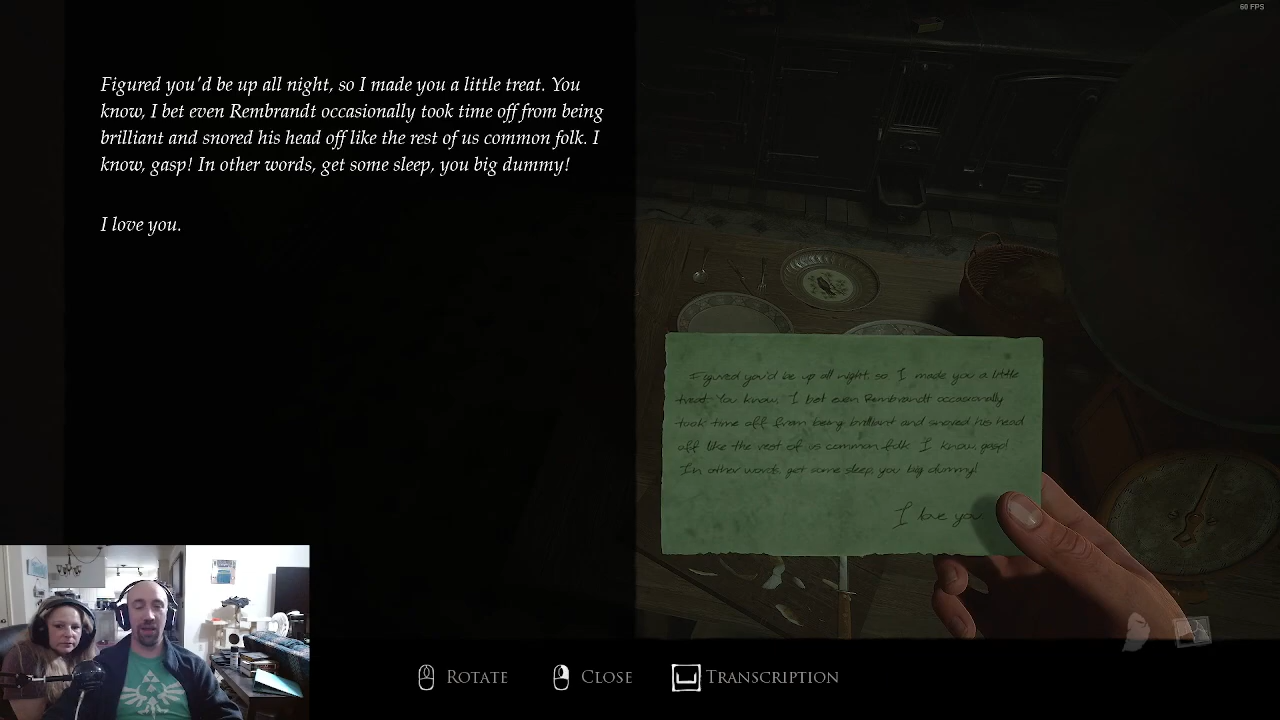 60 FPS
Figured you'd be up all night, so I made you a little treat. You
know, I bet even Rembrandt occasionally took time off from being
brilliant and snored his head off like the rest of us common folk. I
know, gasp! In other words, get some sleep, you big dummy!
I love you.
Figured you'd be up all night, so I made you a little
treat. You know, I bet even Rembrandt occasionally
took time off from being brilliant and snored his head
off like the rest of us common folk. I know, gasp!
In other words, get some sleep, you big dummy!
I love you
ROTATE
CLOSE
TRANSCRIPTION